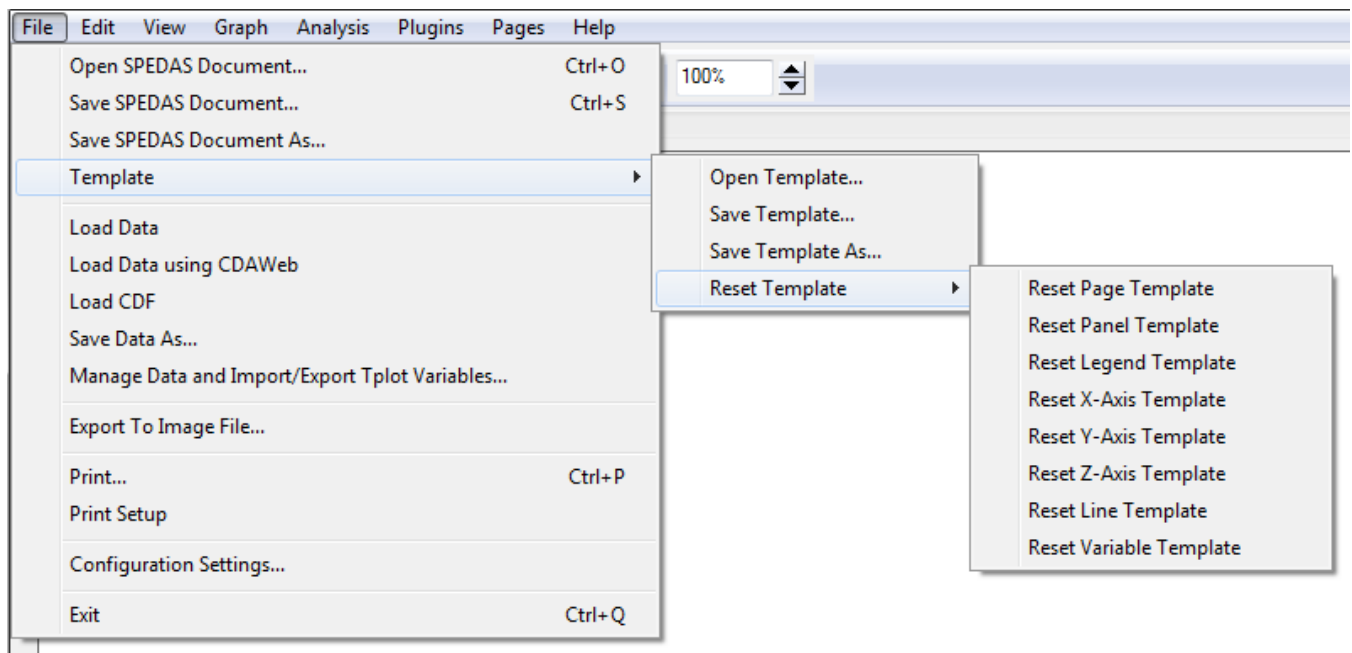 File Edit View Graph Analysis Plugins Pages Help
Open SPEDAS Document... Ctrl+O
100%
Save SPEDAS Document... Ctrl+S
Save SPEDAS Document As...
Template
Load Data
Load Data using CDAWeb
Load CDF
Save Data As...
Manage Data and Import/Export Tplot Variables...
Export To Image File...
Print... Ctrl+P
Print Setup
Configuration Settings...
Exit Ctrl+Q
Open Template...
Save Template...
Save Template As...
Reset Template
Reset Page Template
Reset Panel Template
Reset Legend Template
Reset X-Axis Template
Reset Y-Axis Template
Reset Z-Axis Template
Reset Line Template
Reset Variable Template